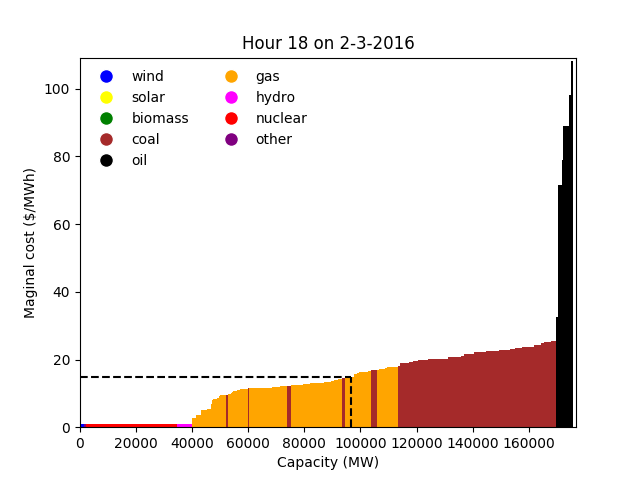 Hour 18 on 2-3-2016
wind
solar
biomass
coal
oil
gas
hydro
nuclear
other
Maginal cost ($/MWh)
100
80
60
40
20
0
0 20000 40000 60000 80000 100000 120000 140000 160000
Capacity (MW)